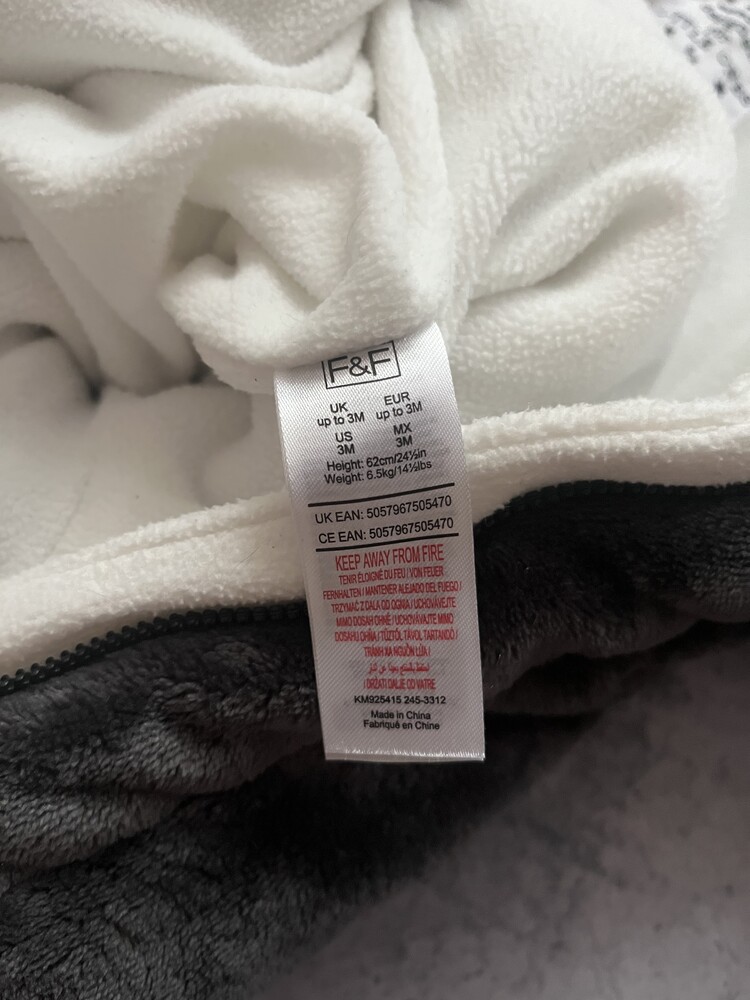 F&F
UK EUR
up to 3M up to 3M
US MX
3M 3M
Height: 62cm/24½in
Weight: 6.5kg/14½lbs
UK EAN: 5057967505470
CE EAN: 5057967505470
KEEP AWAY FROM FIRE
TENIR ÉLOIGNÉ DU FEU / VON FEUER
FERNHALTEN / MANTENER ALEJADO DEL FUEGO /
TRZYMAĆ Z DALA OD OGNIA / UCHOVÁVEJTE
MIMO DOSAH OHNĚ / UCHOVÁVAJTE MIMO
DOSAHU OHŇA / TŰZTŐL TÁVOL TARTANDÓ /
TRÁNH XA NGUỒN LỬA /
/ DRŽATI DALJE OD VATRE
KM925415 245-3312
Made in China
Fabriqué en Chine